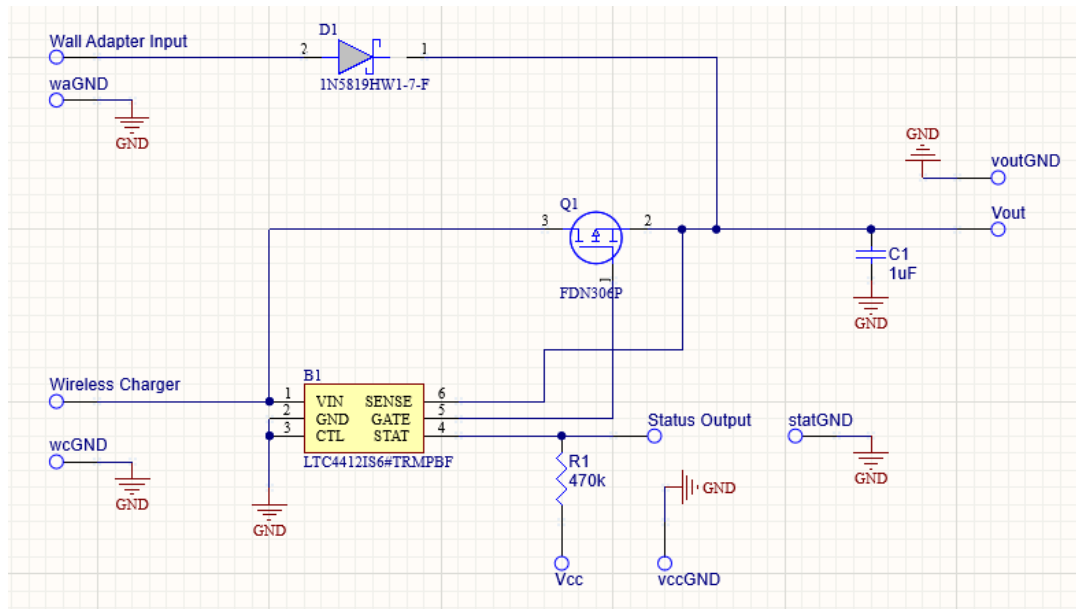 Wall Adapter Input
D1
2
1
1N5819HW1-7-F
waGND
GND
GND
voutGND
Q1
3
2
Vout
C1
1uF
1
FDN306P
GND
Wireless Charger
B1
1 VIN SENSE 6
2 GND GATE 5
3 CTL STAT 4
LTC4412IS6#TRMPBF
Status Output
statGND
wcGND
GND
R1
470k
GND
GND
GND
Vcc
vccGND